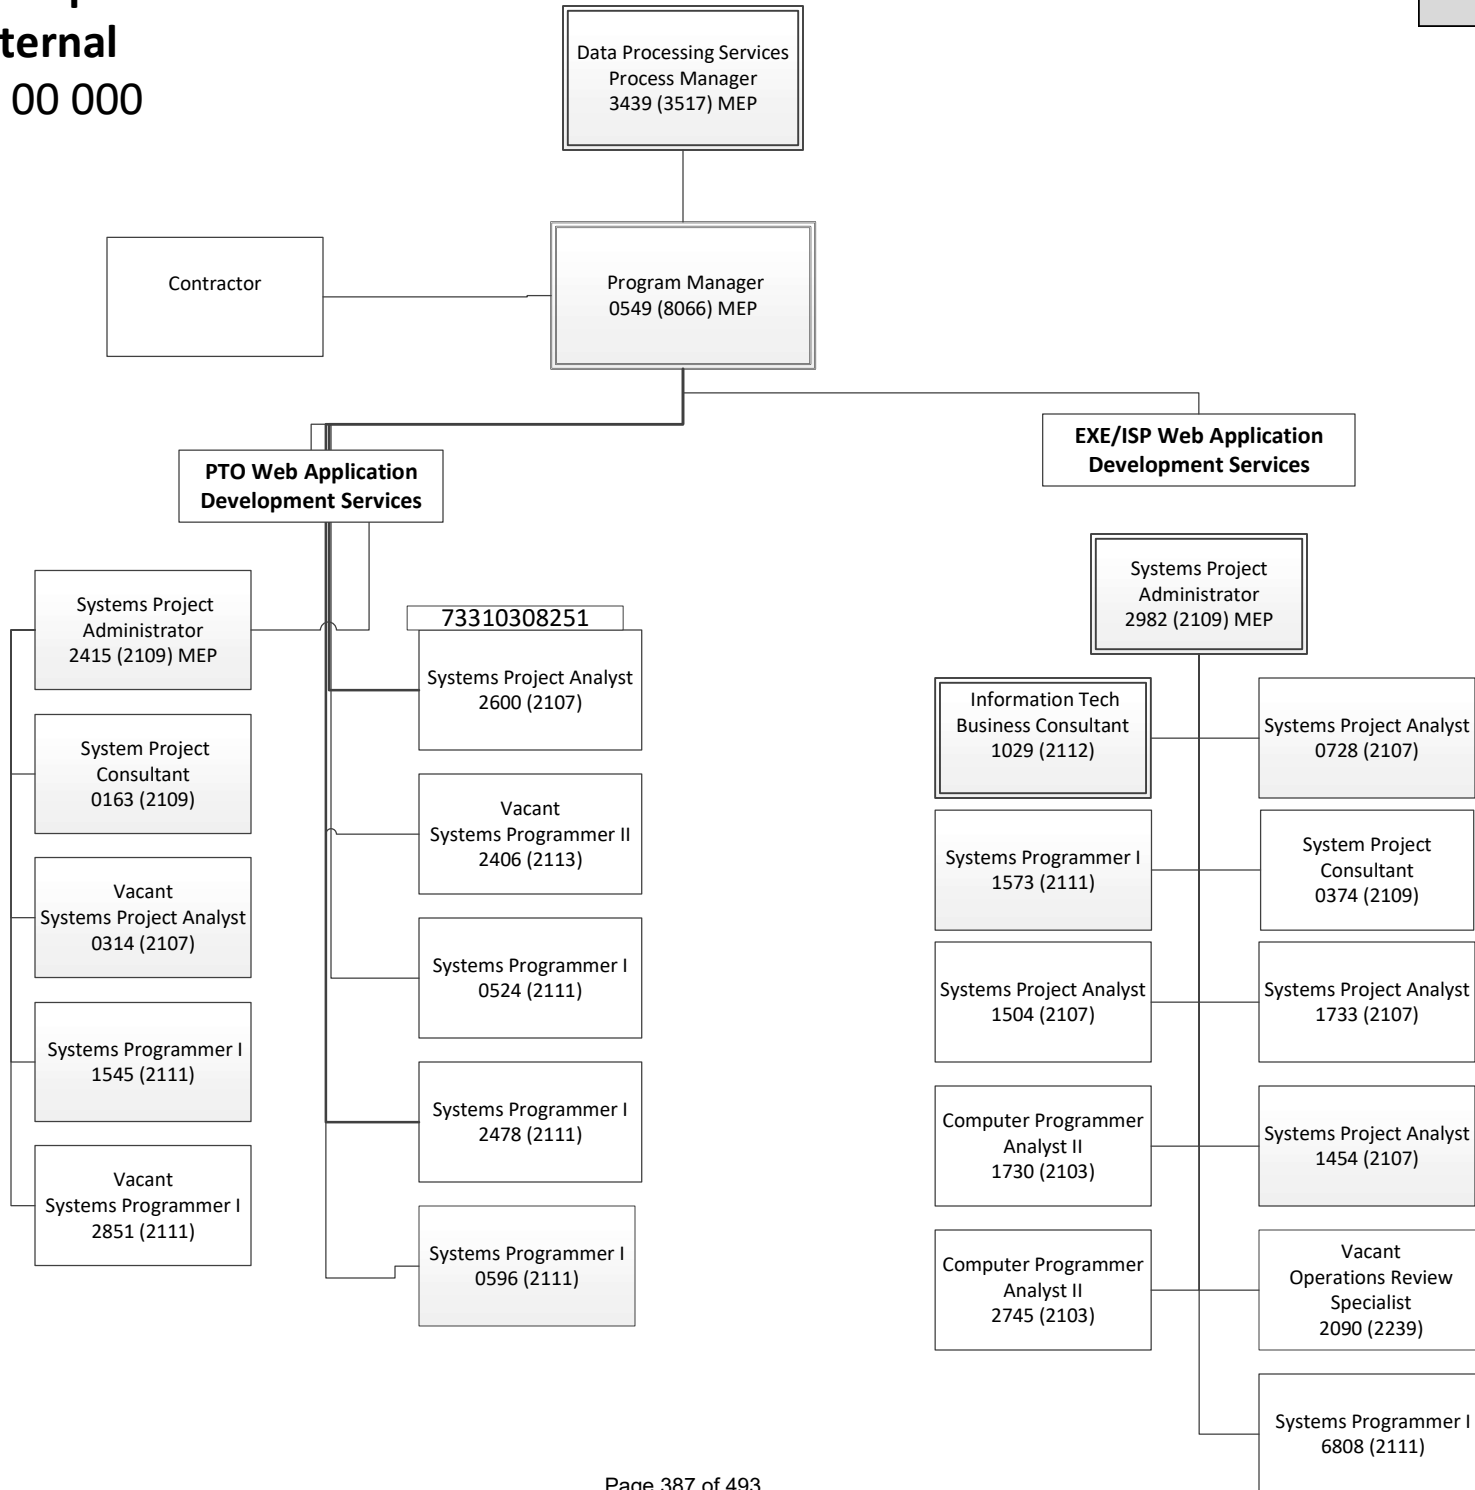 ternal
00 000
Data Processing Services
Process Manager
3439 (3517) MEP
Contractor
Program Manager
0549 (8066) MEP
PTO Web Application
Development Services
EXE/ISP Web Application
Development Services
Systems Project
Administrator
2415 (2109) MEP
System Project
Consultant
0163 (2109)
Vacant
Systems Project Analyst
0314 (2107)
Systems Programmer I
1545 (2111)
Vacant
Systems Programmer I
2851 (2111)
73310308251
Systems Project Analyst
2600 (2107)
Vacant
Systems Programmer II
2406 (2113)
Systems Programmer I
0524 (2111)
Systems Programmer I
2478 (2111)
Systems Programmer I
0596 (2111)
Systems Project
Administrator
2982 (2109) MEP
Information Tech
Business Consultant
1029 (2112)
Systems Project Analyst
0728 (2107)
Systems Programmer I
1573 (2111)
System Project
Consultant
0374 (2109)
Systems Project Analyst
1504 (2107)
Systems Project Analyst
1733 (2107)
Computer Programmer
Analyst II
1730 (2103)
Systems Project Analyst
1454 (2107)
Computer Programmer
Analyst II
2745 (2103)
Vacant
Operations Review
Specialist
2090 (2239)
Systems Programmer I
6808 (2111)
Page 387 of 493